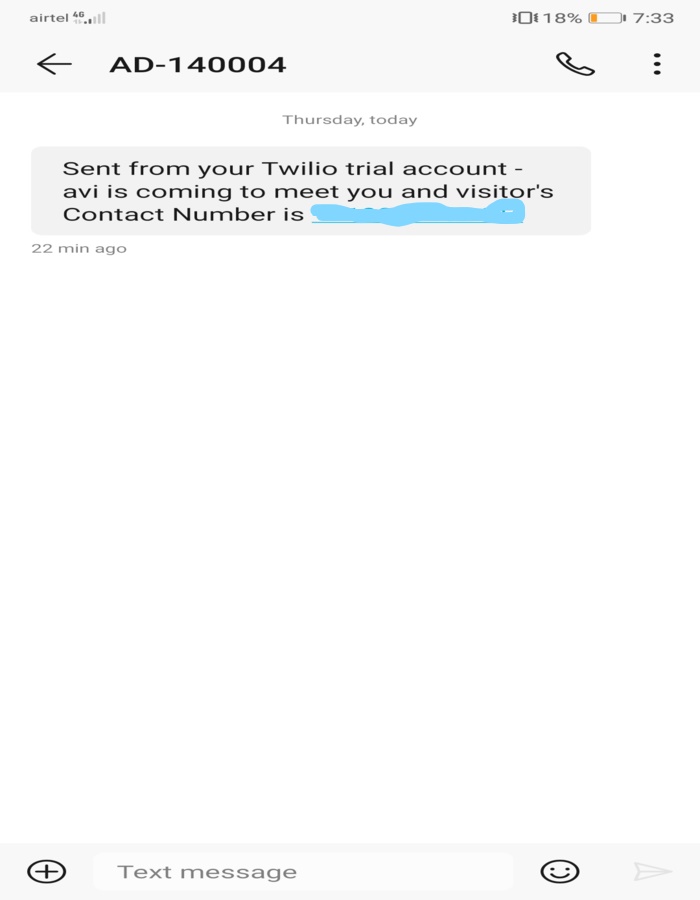 airtel 4G 18% 7:33
AD-140004
Thursday, today
Sent from your Twilio trial account -
avi is coming to meet you and visitor's
Contact Number is
22 min ago
Text message